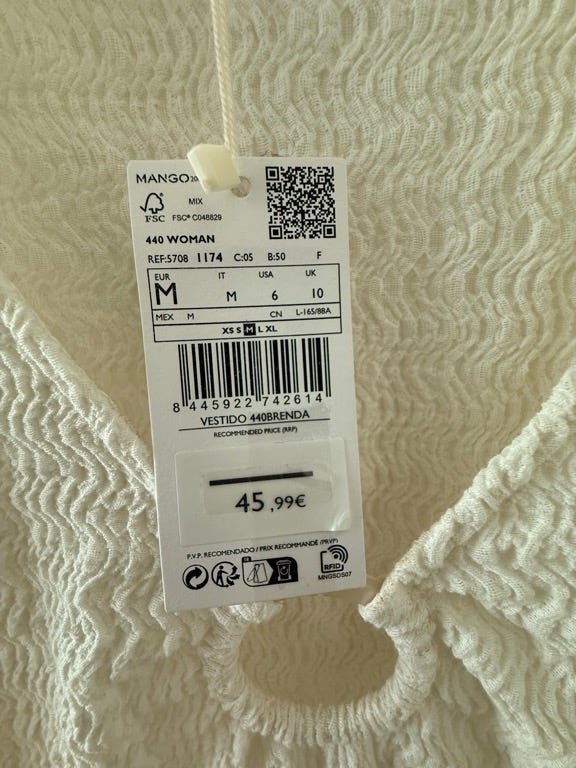 MANGO
MIX
FSC
FSC® C048829
440 WOMAN
REF:5708 1174 C:05 B:50 F
EUR IT USA UK
M M 6 10
MEX M CN L-165/88A
XS S M L XL
8 445922 742614
VESTIDO 440BRENDA
RECOMMENDED PRICE (RRP)
45,99€
P.V.P. RECOMENDADO / PRIX RECOMMANDÉ (PRVP)
RFID
MNGSDS07